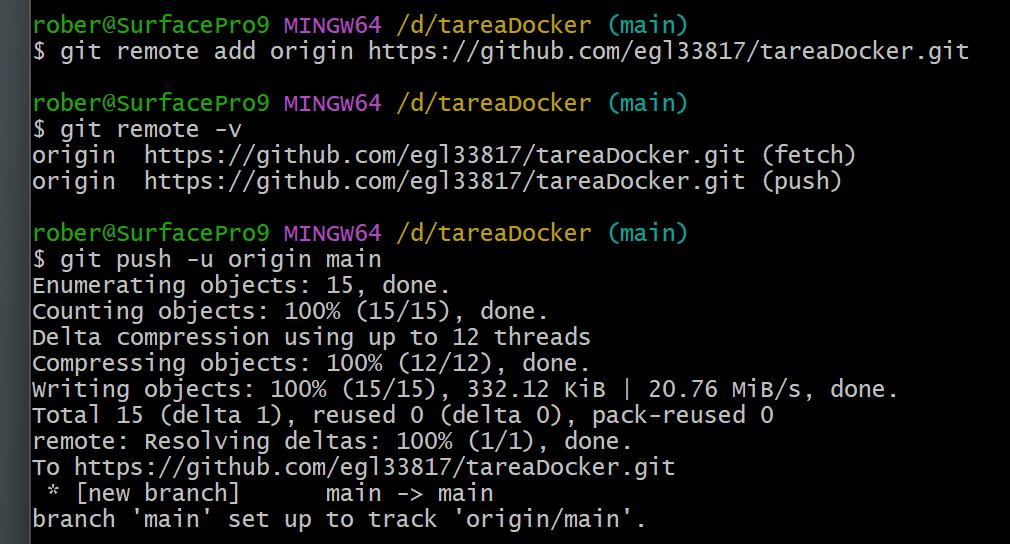 rober@SurfacePro9 MINGW64 /d/tareaDocker (main)
$ git remote add origin https://github.com/egl33817/tareaDocker.git
rober@SurfacePro9 MINGW64 /d/tareaDocker (main)
$ git remote -v
origin  https://github.com/egl33817/tareaDocker.git (fetch)
origin  https://github.com/egl33817/tareaDocker.git (push)
rober@SurfacePro9 MINGW64 /d/tareaDocker (main)
$ git push -u origin main
Enumerating objects: 15, done.
Counting objects: 100% (15/15), done.
Delta compression using up to 12 threads
Compressing objects: 100% (12/12), done.
Writing objects: 100% (15/15), 332.12 KiB | 20.76 MiB/s, done.
Total 15 (delta 1), reused 0 (delta 0), pack-reused 0
remote: Resolving deltas: 100% (1/1), done.
To https://github.com/egl33817/tareaDocker.git
 * [new branch]      main -> main
branch 'main' set up to track 'origin/main'.